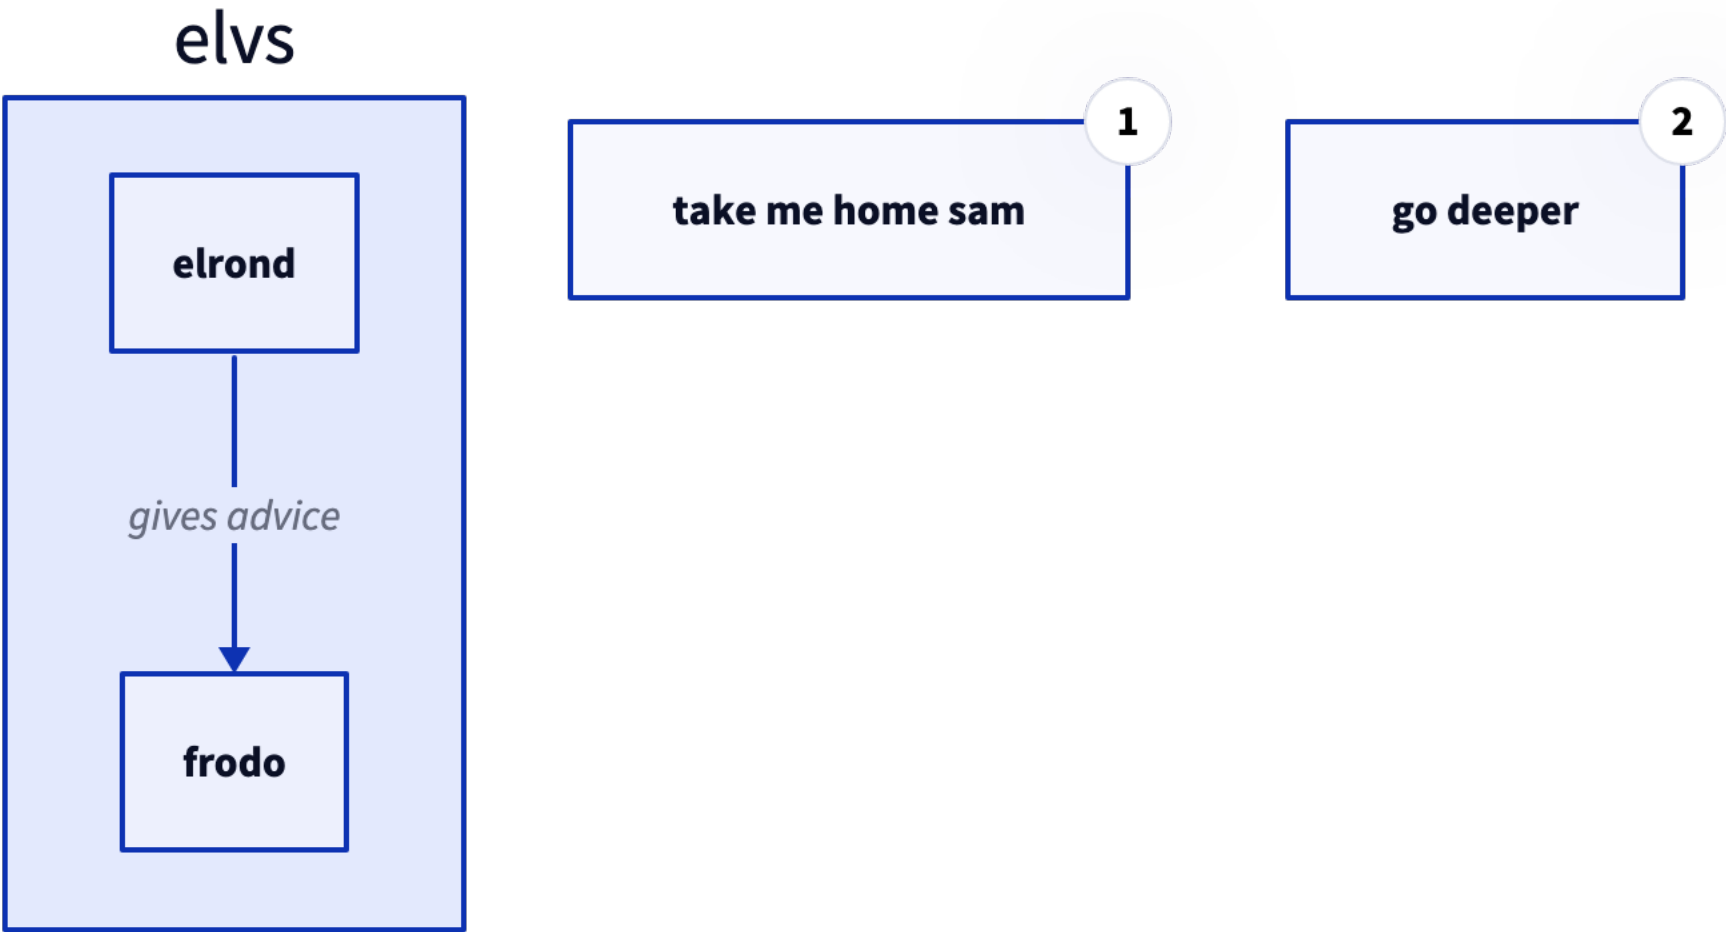 elvs
elrond
gives advice
frodo
take me home sam
1
go deeper
2